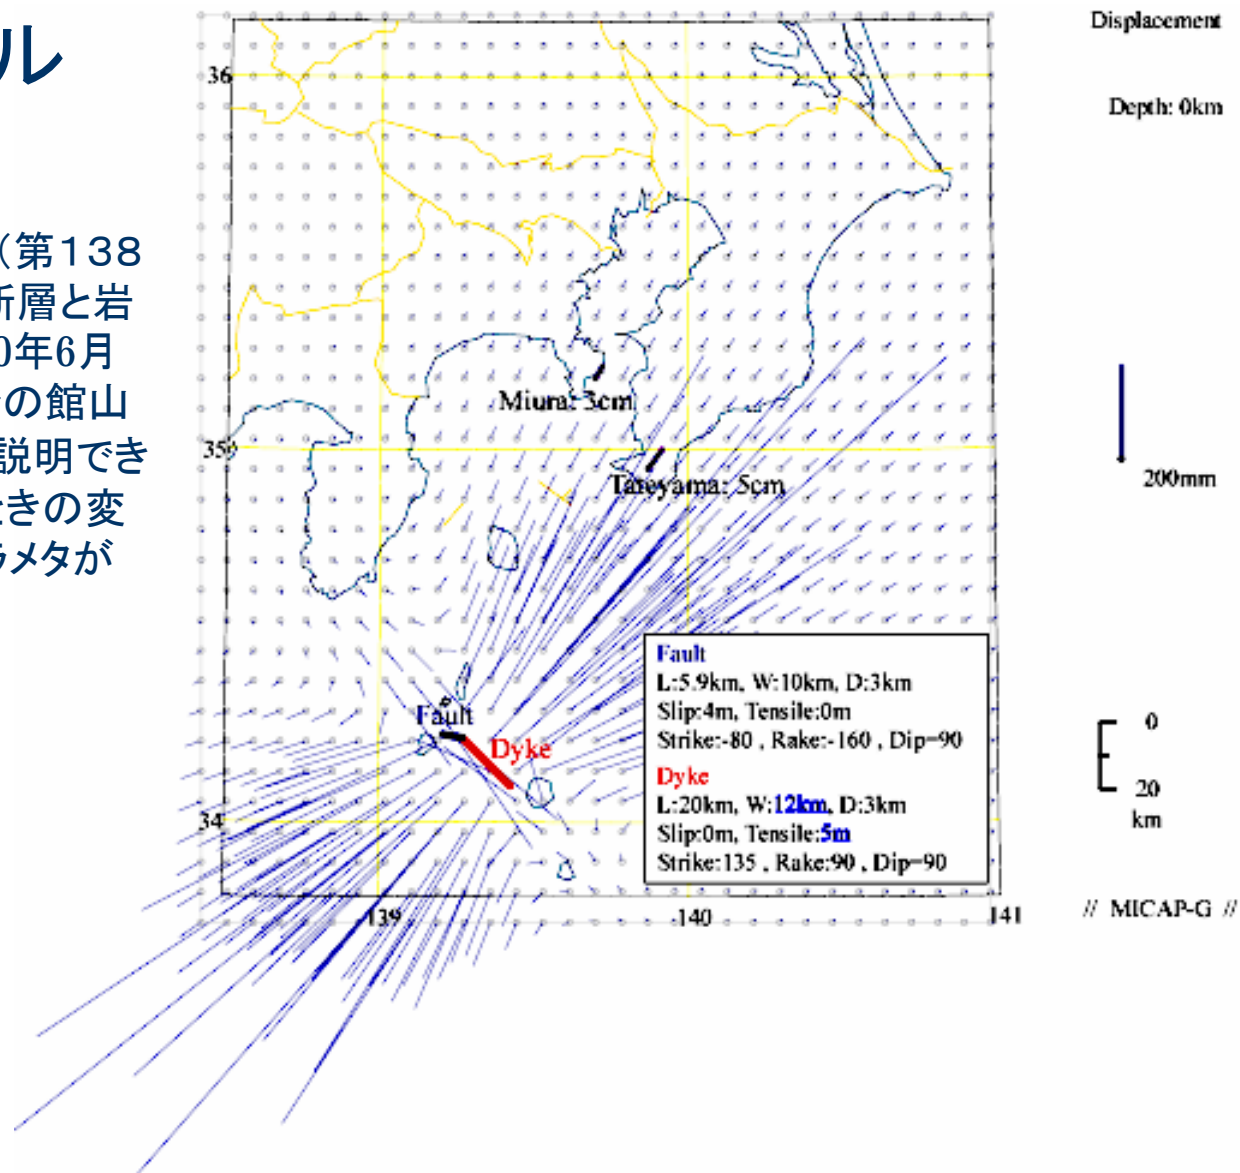 ル
Displacement
Depth: 0km
36
（第１３８
断層と岩
0年6月
の館山
説明でき
きの変
メタが
Miura: 3cm
35
Tateyama: 5cm
200mm
Fault
L:5.9km, W:10km, D:3km
Slip:4m, Tensile:0m
Strike:-80 , Rake:-160 , Dip=90
Dyke
L:20km, W:12km, D:3km
Slip:0m, Tensile:5m
Strike:135 , Rake:90 , Dip=90
Fault
Dyke
0
20
km
34
139
140
141
// MICAP-G //